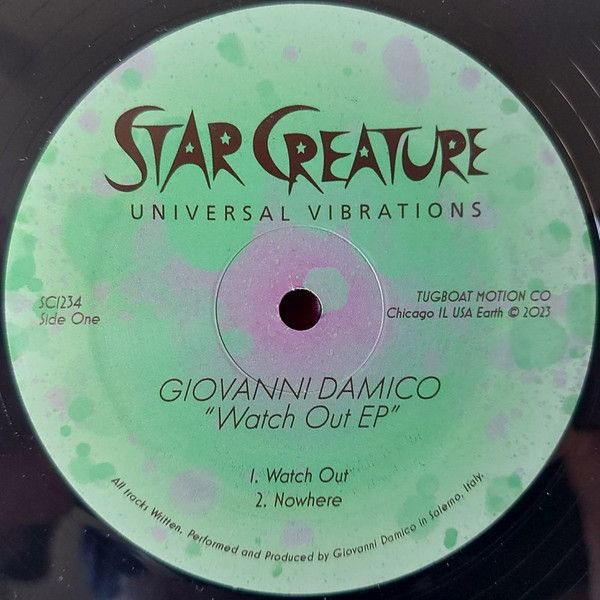 STAR CREATURE
UNIVERSAL VIBRATIONS
SC1234
Side One
TUGBOAT MOTION CO
Chicago IL USA Earth © 2023
GIOVANNI DAMICO
"Watch Out EP"
1. Watch Out
2. Nowhere
All tracks Written. Performed and Produced by Giovanni Damico in Salerno, Italy.